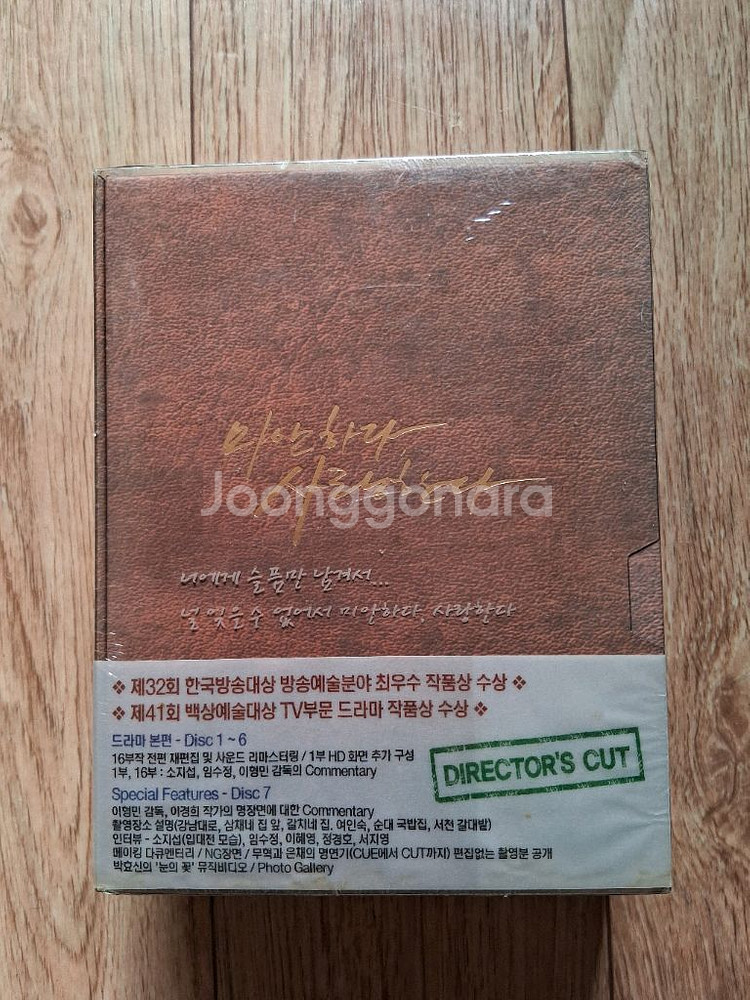 미안하다,
사랑한다
Joonggonara
너에게 슬픔만 남겨서...
널 잊을 수 없어서 미안하다, 사랑한다
❖ 제32회 한국방송대상 방송예술분야 최우수 작품상 수상 ❖
❖ 제41회 백상예술대상 TV부문 드라마 작품상 수상 ❖
드라마 본편 - Disc 1 ~ 6
16부작 전편 재편집 및 사운드 리마스터링 / 1부 HD 화면 추가 구성
1부, 16부 : 소지섭, 임수정, 이형민 감독의 Commentary
DIRECTOR'S CUT
Special Features - Disc 7
이형민 감독, 이경희 작가의 명장면에 대한 Commentary
촬영장소 설명(강남대로, 삼채네 집 앞, 갈치네 집, 여인숙, 순대 국밥집, 서천 갈대밭)
인터뷰 - 소지섭(입대전 모습), 임수정, 이혜영, 정경호, 서지영
메이킹 다큐멘터리 / NG장면 / 무혁과 은채의 명연기(CUE에서 CUT까지) 편집없는 촬영분 공개
박효신의 '눈의 꽃' 뮤직비디오 / Photo Gallery